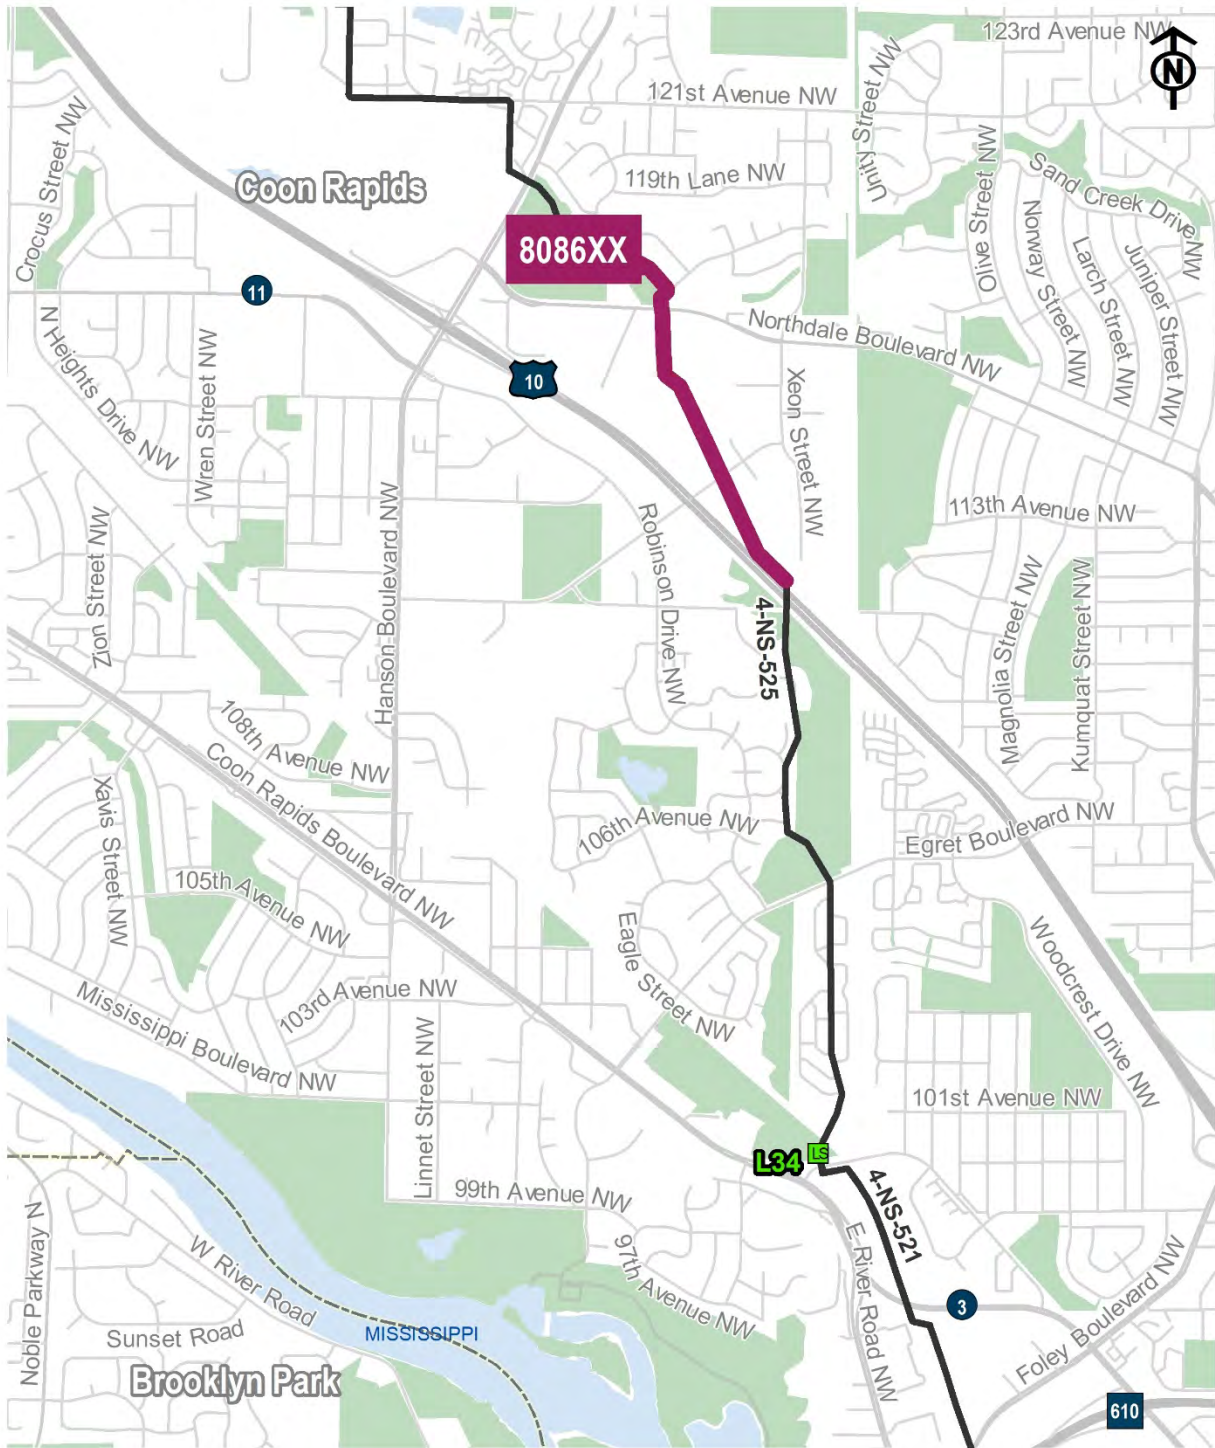 123rd Avenue NW
N
121st Avenue NW
Unity Street NW
Crocus Street NW
Coon Rapids
119th Lane NW
Olive Street NW
Sand Creek Drive NW
Norway Street NW
Larch Street NW
Juniper Street NW
8086XX
11
Northdale Boulevard NW
N Heights Drive NW
Wren Street NW
10
Xeon Street NW
Hanson Boulevard NW
Robinson Drive NW
113th Avenue NW
Zion Street NW
4-NS-525
Magnolia Street NW
Kumquat Street NW
108th Avenue NW
Coon Rapids Boulevard NW
Xavis Street NW
106th Avenue NW
Egret Boulevard NW
105th Avenue NW
Eagle Street NW
Woodcrest Drive NW
103rd Avenue NW
Mississippi Boulevard NW
Linnet Street NW
101st Avenue NW
L34
LS
99th Avenue NW
4-NS-521
Noble Parkway N
W River Road
97th Avenue NW
E River Road NW
3
Foley Boulevard NW
Sunset Road
MISSISSIPPI
Brooklyn Park
610